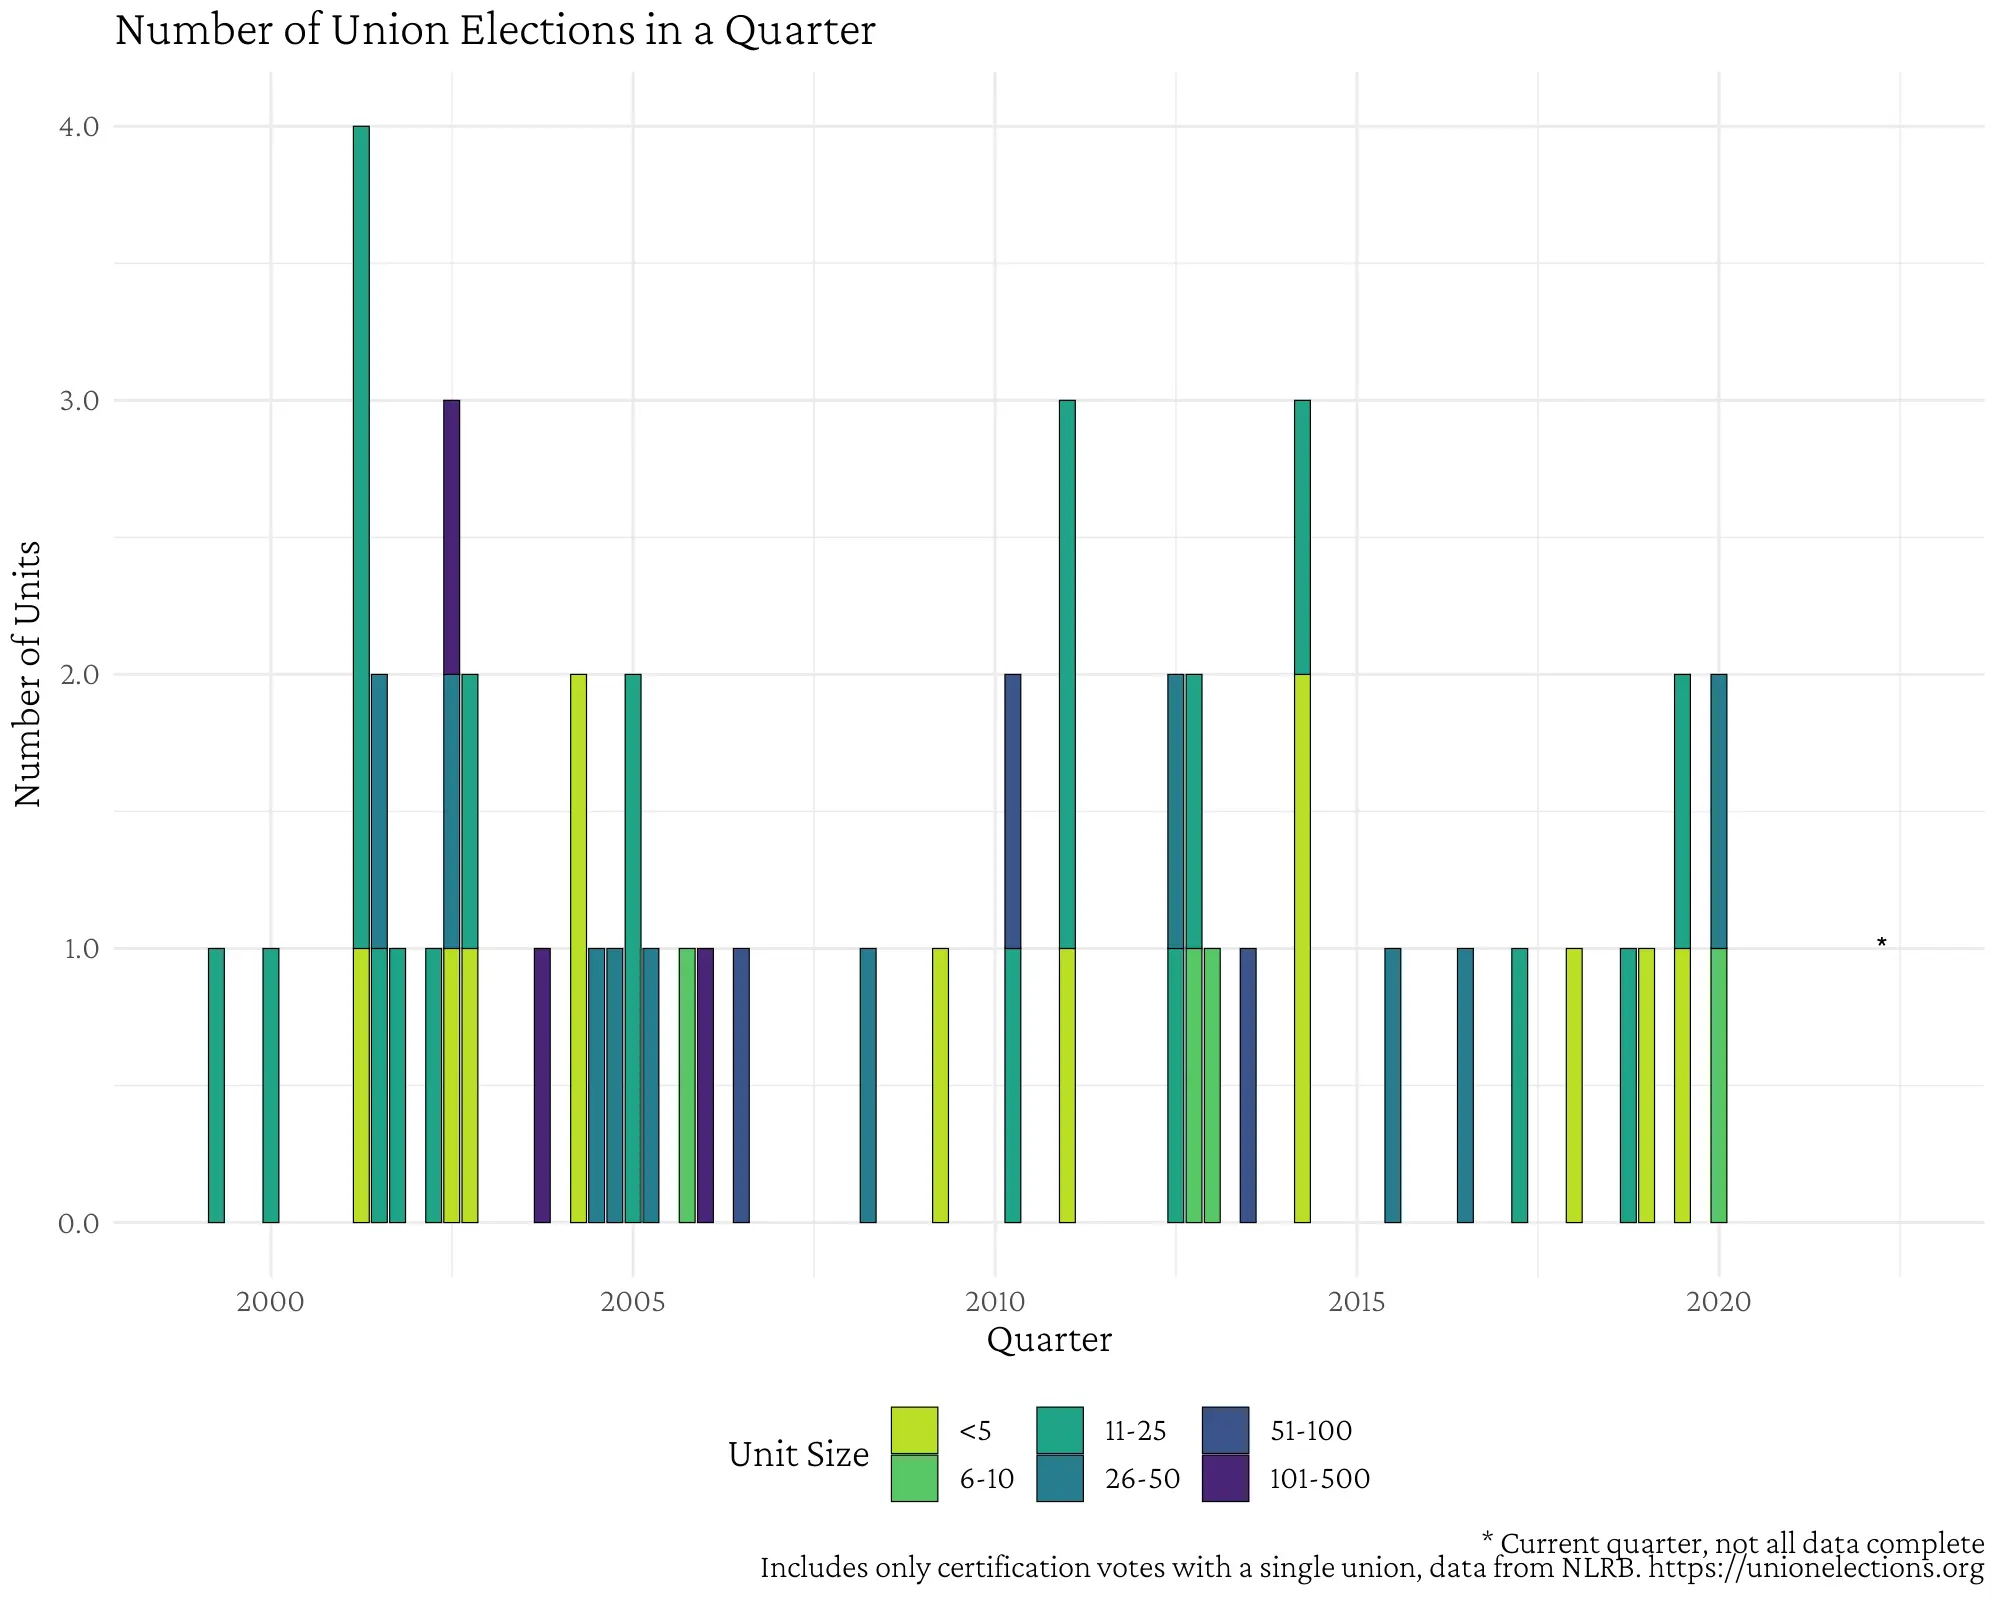 Number of Union Elections in a Quarter
Number of Units
4.0
3.0
2.0
1.0
0.0
*
2000 2005 2010 2015 2020
Quarter
Unit Size
<5 11-25 51-100
6-10 26-50 101-500
* Current quarter, not all data complete
Includes only certification votes with a single union, data from NLRB. https://unionelections.org